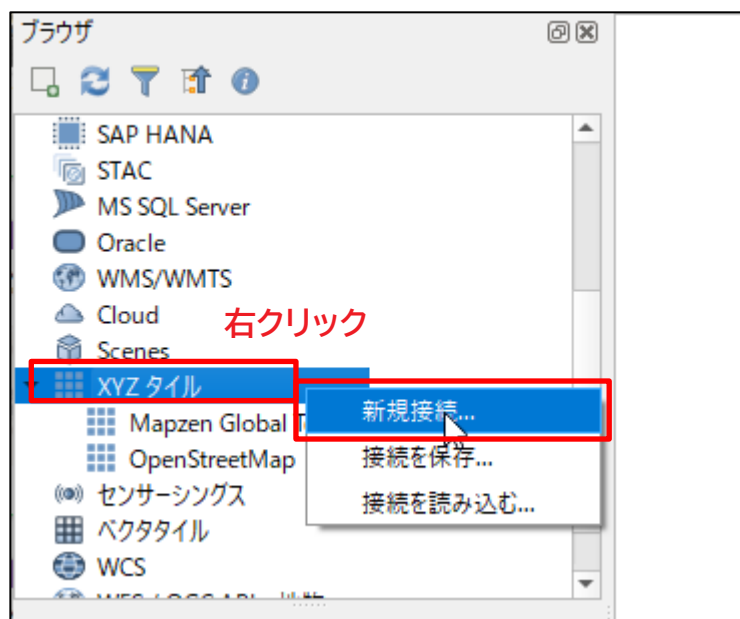 ブラウザ
SAP HANA
STAC
MS SQL Server
Oracle
WMS/WMTS
Cloud
右クリック
Scenes
XYZ タイル
新規接続...
Mapzen Global
OpenStreetMap
接続を保存...
センサーシングス
接続を読み込む...
ベクタタイル
WCS